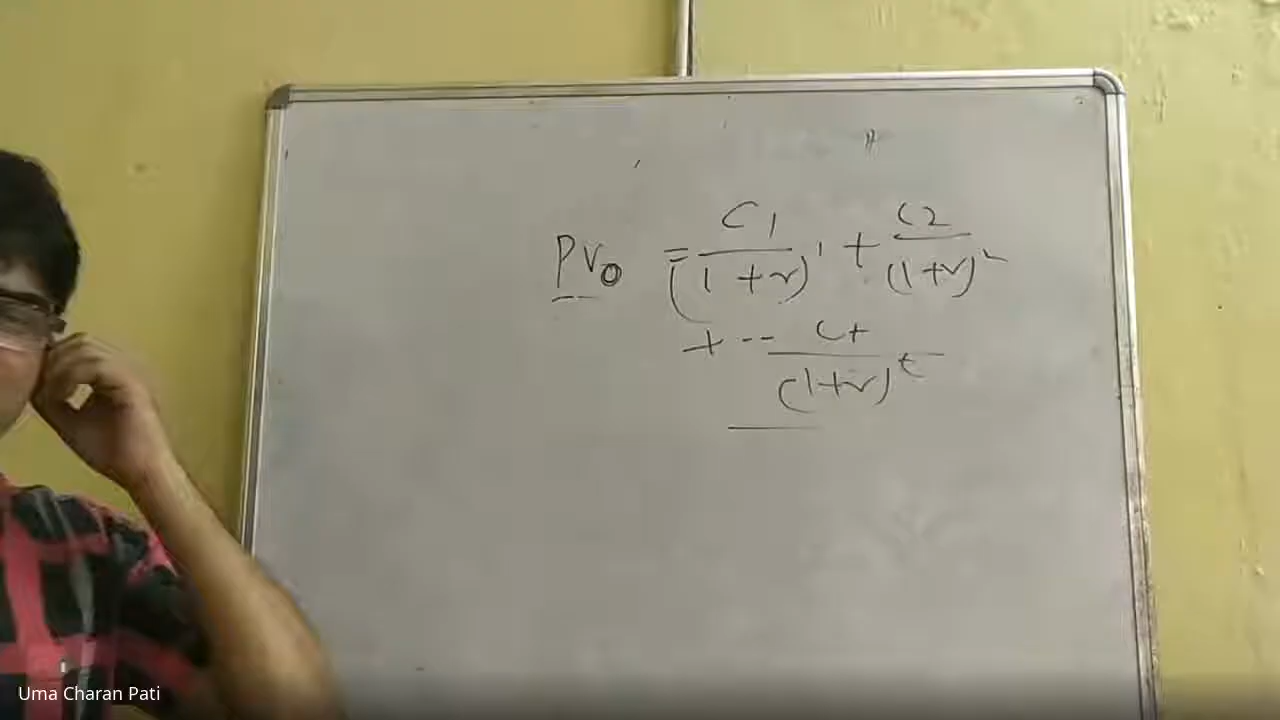 PV₀ = C1/(1+r)¹ + C2/(1+r)²
+ -- Ct/(1+r)^t
Uma Charan Pati